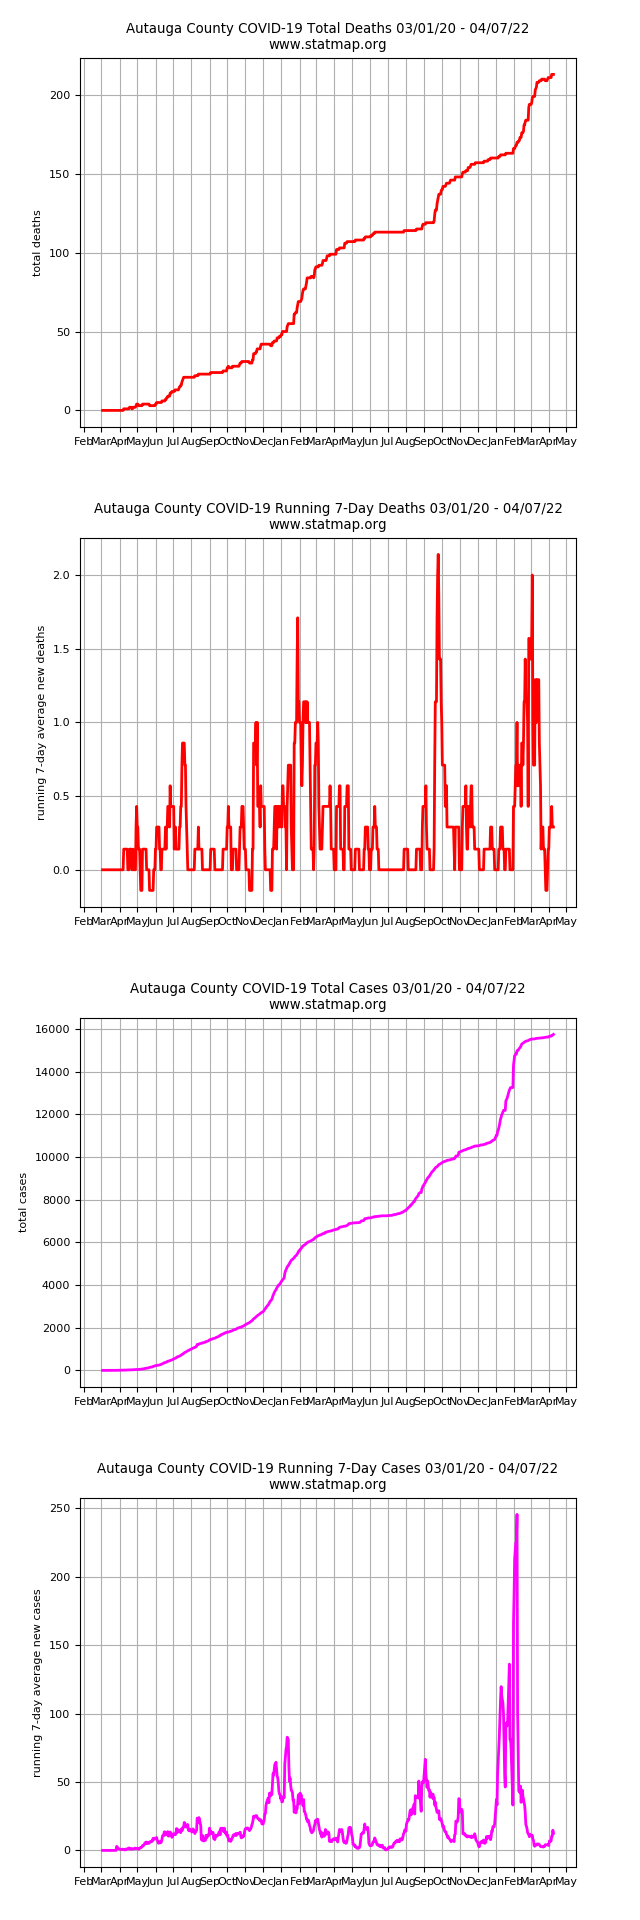 Autauga County COVID-19 Total Deaths 03/01/20 - 04/07/22
www.statmap.org
200
150
100
50
0
total deaths
Feb Mar Apr May Jun Jul Aug Sep Oct Nov Dec Jan Feb Mar Apr May Jun Jul Aug Sep Oct Nov Dec Jan Feb Mar Apr May
Autauga County COVID-19 Running 7-Day Deaths 03/01/20 - 04/07/22
www.statmap.org
2.0
1.5
1.0
0.5
0.0
running 7-day average new deaths
Feb Mar Apr May Jun Jul Aug Sep Oct Nov Dec Jan Feb Mar Apr May Jun Jul Aug Sep Oct Nov Dec Jan Feb Mar Apr May
Autauga County COVID-19 Total Cases 03/01/20 - 04/07/22
www.statmap.org
16000
14000
12000
10000
8000
6000
4000
2000
0
total cases
Feb Mar Apr May Jun Jul Aug Sep Oct Nov Dec Jan Feb Mar Apr May Jun Jul Aug Sep Oct Nov Dec Jan Feb Mar Apr May
Autauga County COVID-19 Running 7-Day Cases 03/01/20 - 04/07/22
www.statmap.org
250
200
150
100
50
0
running 7-day average new cases
Feb Mar Apr May Jun Jul Aug Sep Oct Nov Dec Jan Feb Mar Apr May Jun Jul Aug Sep Oct Nov Dec Jan Feb Mar Apr May